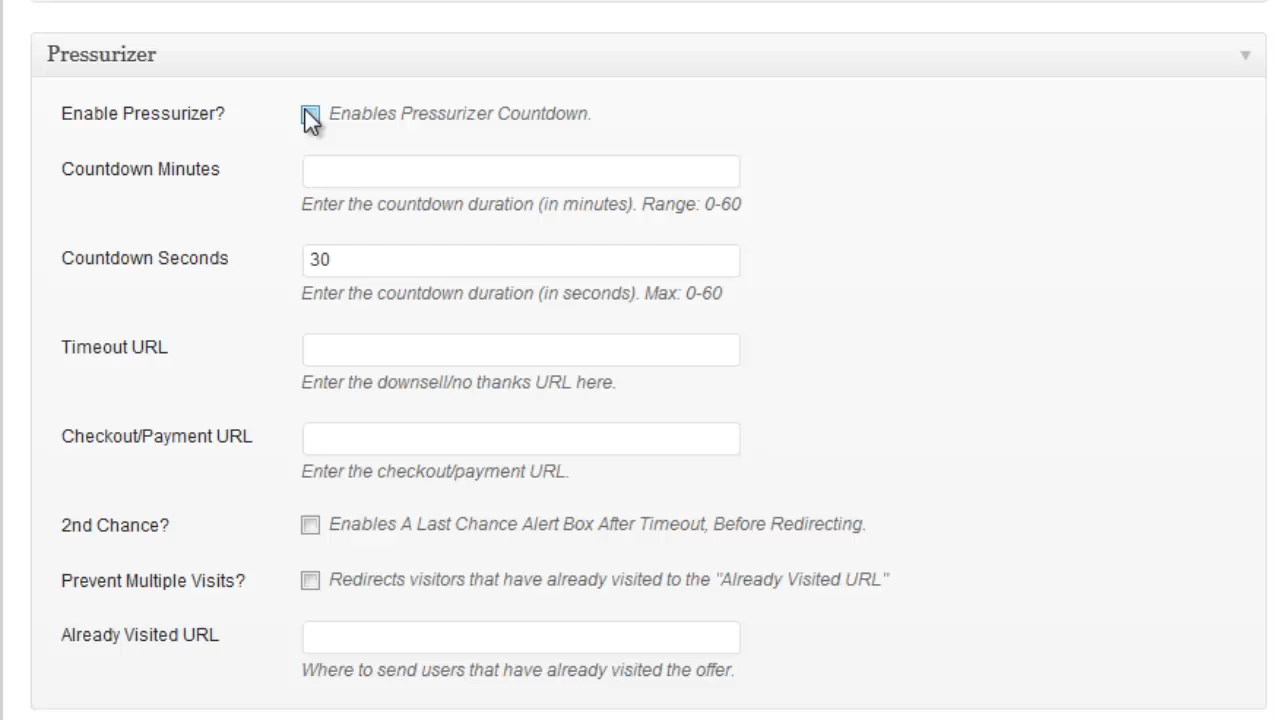 Pressurizer
Enable Pressurizer? Enables Pressurizer Countdown.
Countdown Minutes
Enter the countdown duration (in minutes). Range: 0-60
Countdown Seconds 30
Enter the countdown duration (in seconds). Max: 0-60
Timeout URL
Enter the downsell/no thanks URL here.
Checkout/Payment URL
Enter the checkout/payment URL.
2nd Chance? Enables A Last Chance Alert Box After Timeout, Before Redirecting.
Prevent Multiple Visits? Redirects visitors that have already visited to the "Already Visited URL"
Already Visited URL
Where to send users that have already visited the offer.